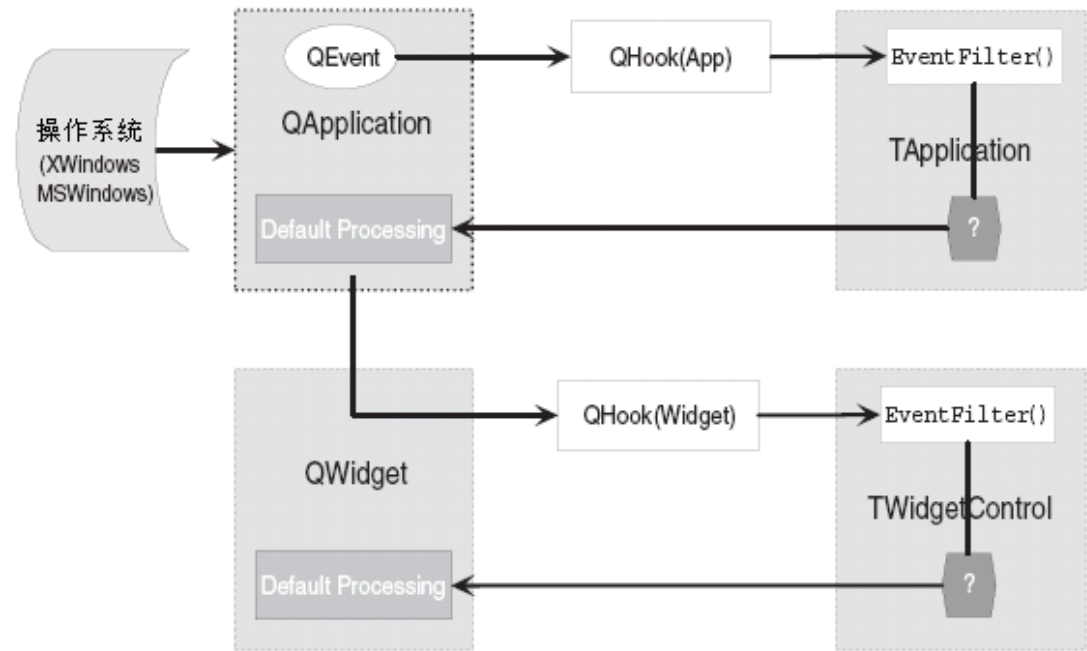 QEvent
QHook(App)
EventFilter()
操作系统
(XWindows
MSWindows)
QApplication
TApplication
Default Processing
?
QHook(Widget)
EventFilter()
QWidget
TWidgetControl
Default Processing
?